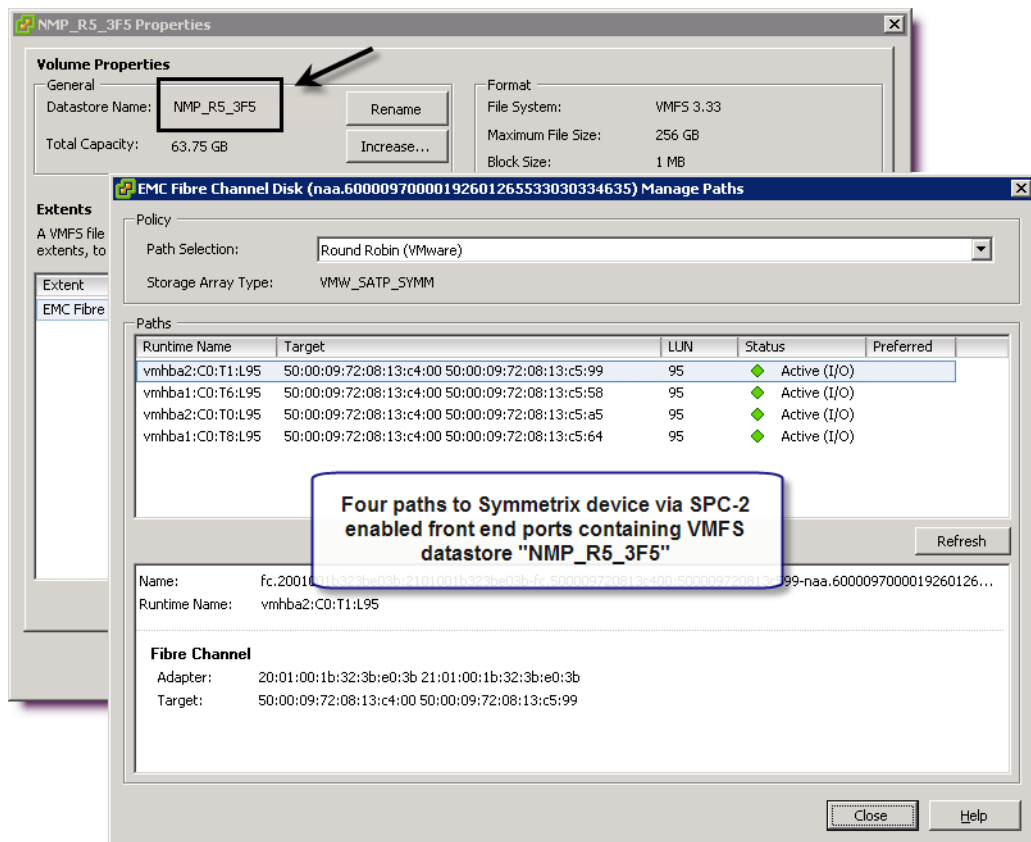 NMP_R5_3F5 Properties
Volume Properties
General
Datastore Name: NMP_R5_3F5 Rename
Total Capacity: 63.75 GB Increase...
Format
File System: VMFS 3.33
Maximum File Size: 256 GB
Block Size: 1 MB
Extents
A VMFS file
extents, to
Extent
EMC Fibre
EMC Fibre Channel Disk (naa.60000970000192601265533030334635) Manage Paths
Policy
Path Selection: Round Robin (VMware)
Storage Array Type: VMW_SATP_SYMM
Paths
Runtime Name Target LUN Status Preferred
vmhba2:C0:T1:L95 50:00:09:72:08:13:c4:00 50:00:09:72:08:13:c5:99 95 Active (I/O)
vmhba1:C0:T6:L95 50:00:09:72:08:13:c4:00 50:00:09:72:08:13:c5:58 95 Active (I/O)
vmhba2:C0:T0:L95 50:00:09:72:08:13:c4:00 50:00:09:72:08:13:c5:a5 95 Active (I/O)
vmhba1:C0:T8:L95 50:00:09:72:08:13:c4:00 50:00:09:72:08:13:c5:64 95 Active (I/O)
Four paths to Symmetrix device via SPC-2
enabled front end ports containing VMFS
datastore "NMP_R5_3F5"
Refresh
Name: fc.2001001b323be03b:2101001b323be03b-fc.500009720813c400:500009720813c599-naa.6000097000019260126...
Runtime Name: vmhba2:C0:T1:L95
Fibre Channel
Adapter: 20:01:00:1b:32:3b:e0:3b 21:01:00:1b:32:3b:e0:3b
Target: 50:00:09:72:08:13:c4:00 50:00:09:72:08:13:c5:99
Close Help